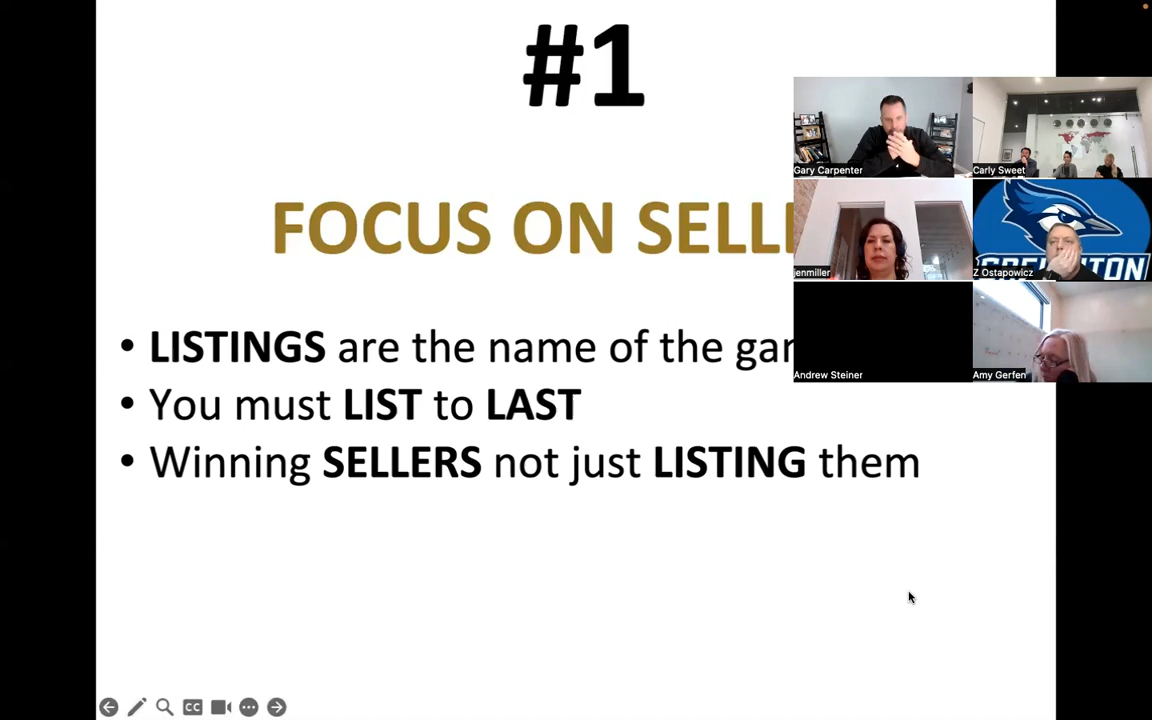 #1
FOCUS ON SELL
• LISTINGS are the name of the gar
• You must LIST to LAST
• Winning SELLERS not just LISTING them
Gary Carpenter
Carly Sweet
jenmiller
Z Ostapowicz
Andrew Steiner
Amy Gerfen
CC